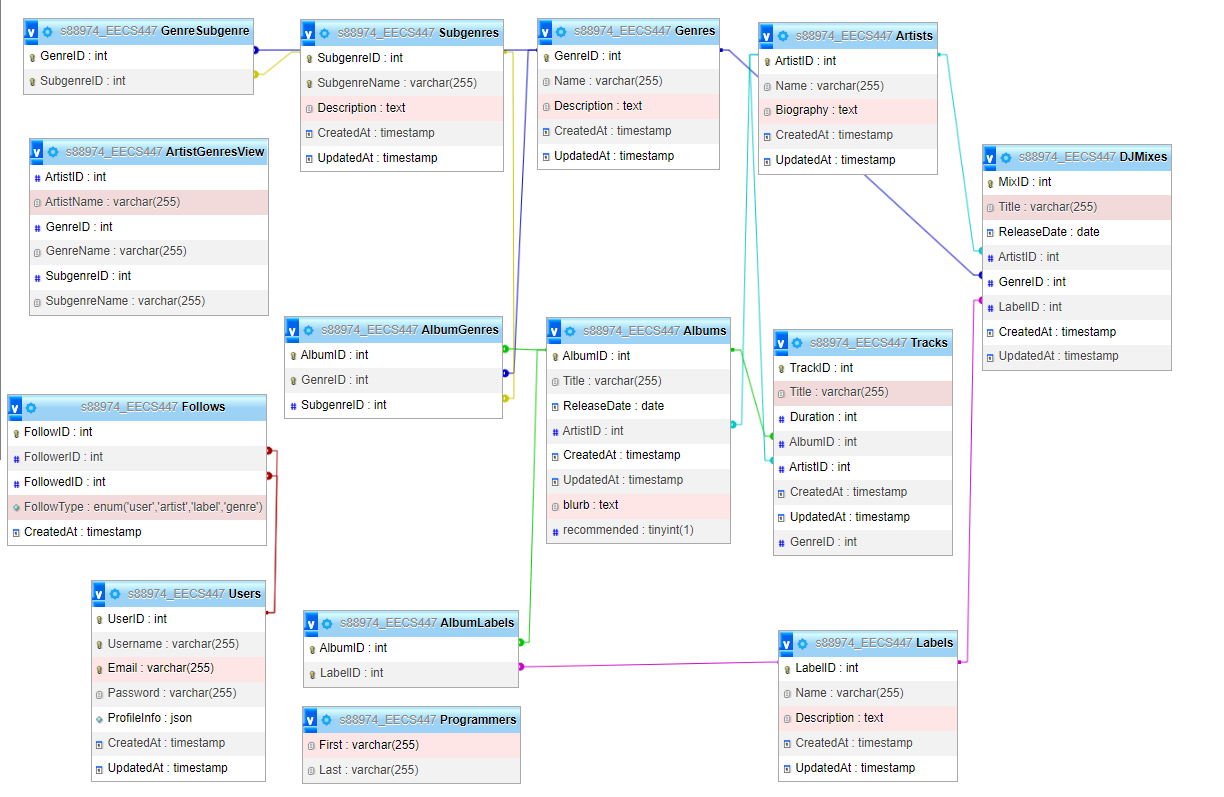 s88974_EECS447 GenreSubgenre
GenreID : int
SubgenreID : int
s88974_EECS447 Subgenres
SubgenreID : int
SubgenreName : varchar(255)
Description : text
CreatedAt : timestamp
UpdatedAt : timestamp
s88974_EECS447 Genres
GenreID : int
Name : varchar(255)
Description : text
CreatedAt : timestamp
UpdatedAt : timestamp
s88974_EECS447 Artists
ArtistID : int
Name : varchar(255)
Biography : text
CreatedAt : timestamp
UpdatedAt : timestamp
s88974_EECS447 ArtistGenresView
ArtistID : int
ArtistName : varchar(255)
GenreID : int
GenreName : varchar(255)
SubgenreID : int
SubgenreName : varchar(255)
s88974_EECS447 DJMixes
MixID : int
Title : varchar(255)
ReleaseDate : date
ArtistID : int
GenreID : int
LabelID : int
CreatedAt : timestamp
UpdatedAt : timestamp
s88974_EECS447 AlbumGenres
AlbumID : int
GenreID : int
SubgenreID : int
s88974_EECS447 Albums
AlbumID : int
Title : varchar(255)
ReleaseDate : date
ArtistID : int
CreatedAt : timestamp
UpdatedAt : timestamp
blurb : text
recommended : tinyint(1)
s88974_EECS447 Tracks
TrackID : int
Title : varchar(255)
Duration : int
AlbumID : int
ArtistID : int
CreatedAt : timestamp
UpdatedAt : timestamp
GenreID : int
s88974_EECS447 Follows
FollowID : int
FollowerID : int
FollowedID : int
FollowType : enum('user','artist','label','genre')
CreatedAt : timestamp
s88974_EECS447 Users
UserID : int
Username : varchar(255)
Email : varchar(255)
Password : varchar(255)
ProfileInfo : json
CreatedAt : timestamp
UpdatedAt : timestamp
s88974_EECS447 AlbumLabels
AlbumID : int
LabelID : int
s88974_EECS447 Programmers
First : varchar(255)
Last : varchar(255)
s88974_EECS447 Labels
LabelID : int
Name : varchar(255)
Description : text
CreatedAt : timestamp
UpdatedAt : timestamp